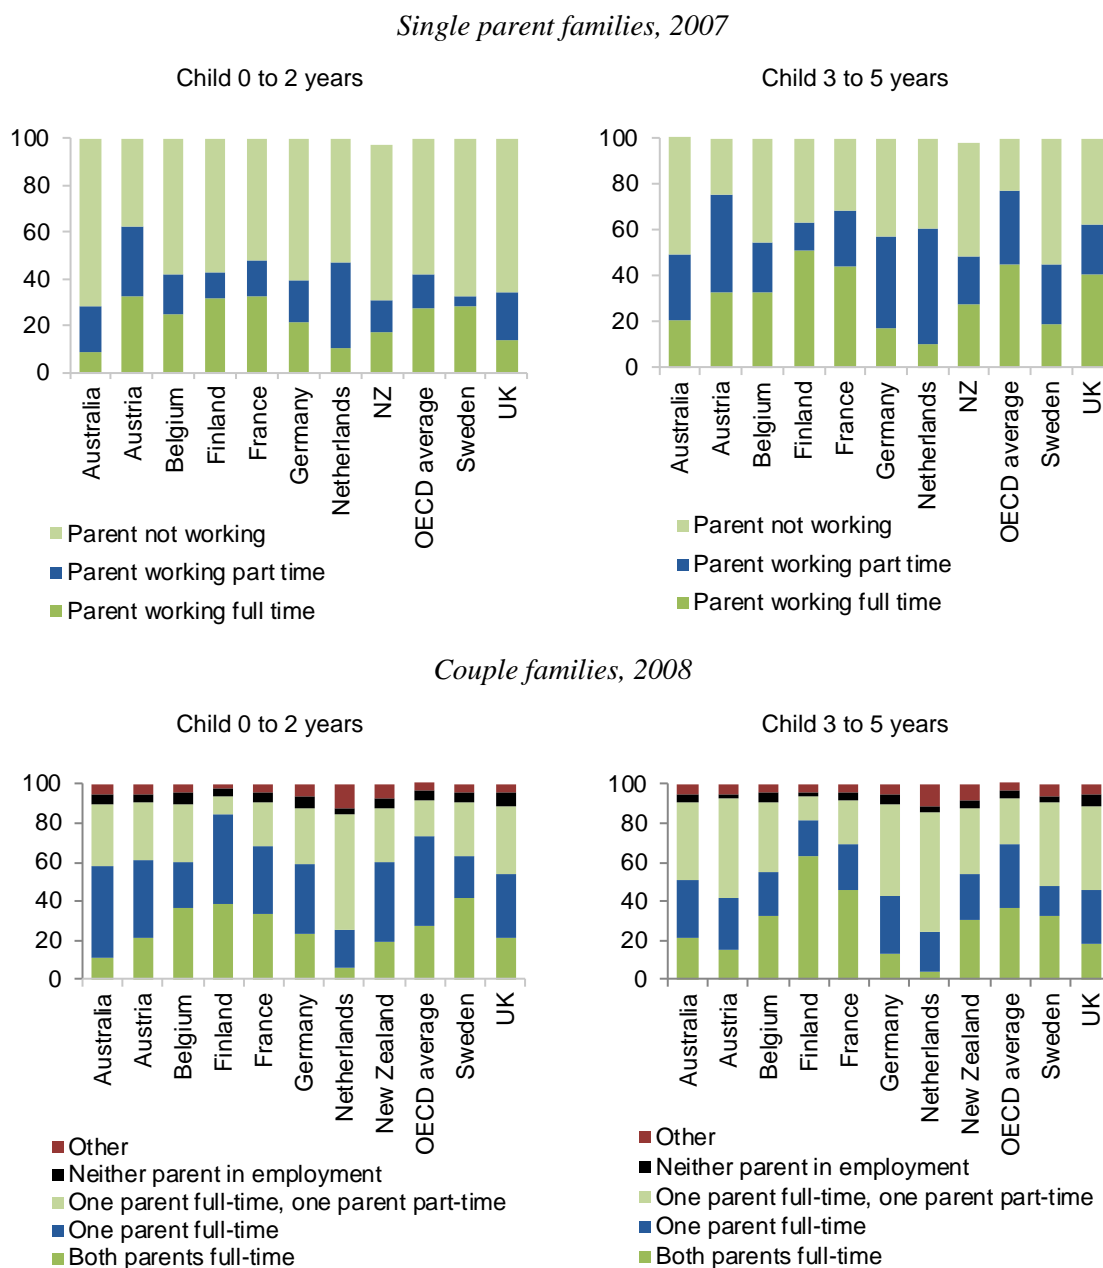 Single parent families, 2007
Child 0 to 2 years
100
80
60
40
20
0
Australia
Austria
Belgium
Finland
France
Germany
Netherlands
NZ
OECD average
Sweden
UK
Parent not working
Parent working part time
Parent working full time
Child 3 to 5 years
100
80
60
40
20
0
Australia
Austria
Belgium
Finland
France
Germany
Netherlands
NZ
OECD average
Sweden
UK
Parent not working
Parent working part time
Parent working full time
Couple families, 2008
Child 0 to 2 years
100
80
60
40
20
0
Australia
Austria
Belgium
Finland
France
Germany
Netherlands
New Zealand
OECD average
Sweden
UK
Other
Neither parent in employment
One parent full-time, one parent part-time
One parent full-time
Both parents full-time
Child 3 to 5 years
100
80
60
40
20
0
Australia
Austria
Belgium
Finland
France
Germany
Netherlands
New Zealand
OECD average
Sweden
UK
Other
Neither parent in employment
One parent full-time, one parent part-time
One parent full-time
Both parents full-time